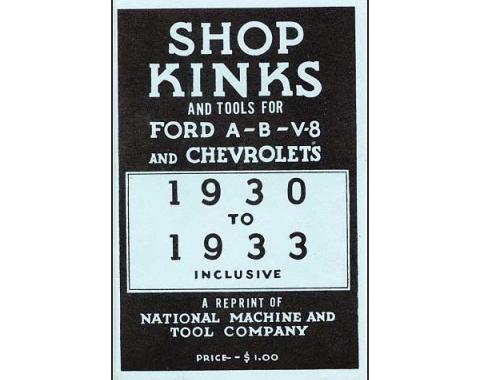 SHOP
KINKS
AND TOOLS FOR
FORD A-B-V-8
AND CHEVROLETS
1930
TO
1933
INCLUSIVE
A REPRINT OF
NATIONAL MACHINE AND
TOOL COMPANY
PRICE--$1.00